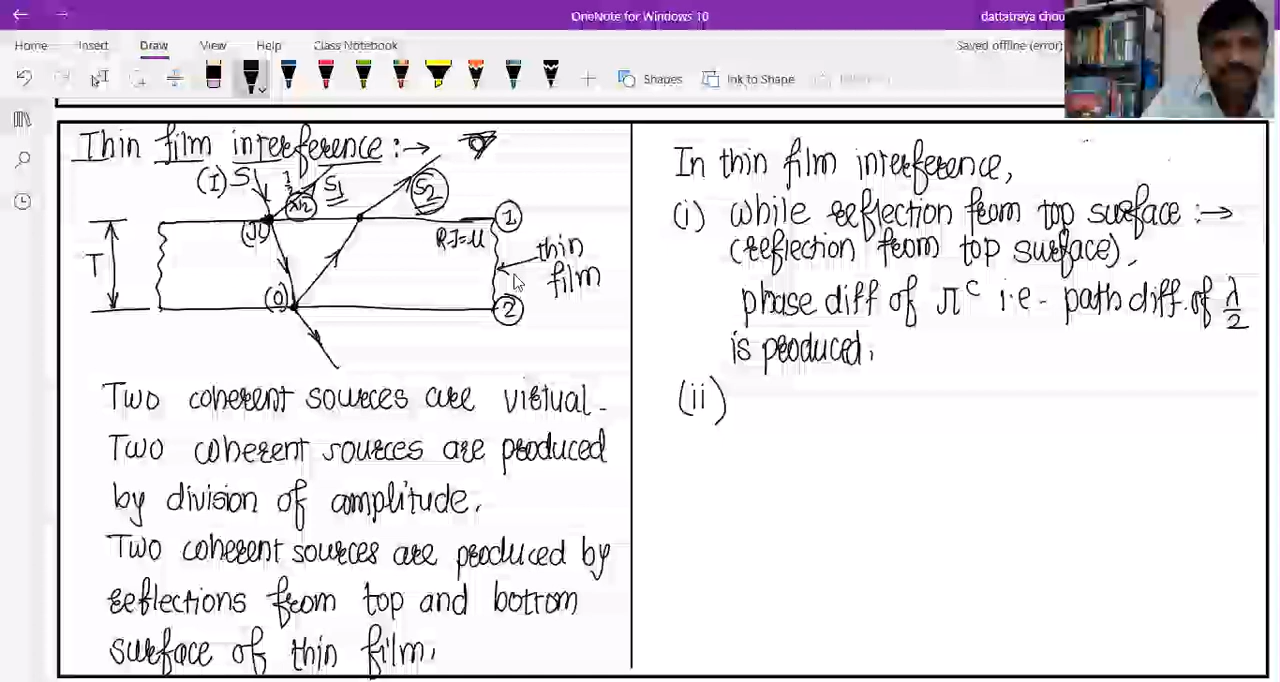 OneNote for Windows 10
dattatraya chou
Home Insert Draw View Help Class Notebook
Saved offline (error)
Shapes
Ink to Shape
Thin film interference :→
(I) S
S1
λ/2
S2
1
T
R.I=μ
thin
film
(O)
2
Two coherent sources are virtual.
Two coherent sources are produced
by division of amplitude.
Two coherent sources are produced by
reflections from top and bottom
surface of thin film.
In thin film interference,
(i) while reflection from top surface :→
(reflection from top surface),
phase diff of π^c i.e- path diff. of λ/2
is produced.
(ii)